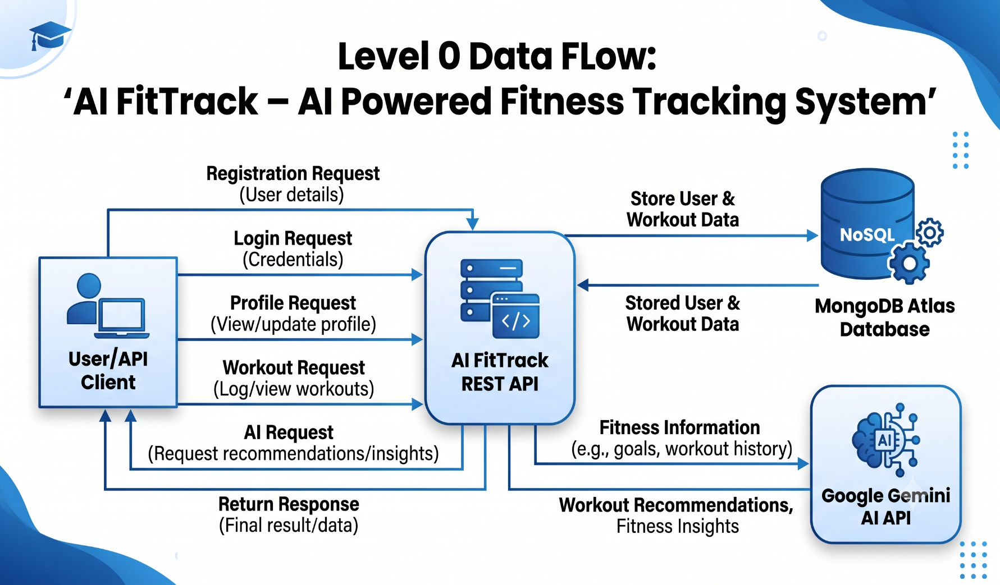 Level 0 Data FLow:
‘AI FitTrack – AI Powered Fitness Tracking System’
Registration Request
(User details)
Login Request
(Credentials)
Profile Request
(View/update profile)
Workout Request
(Log/view workouts)
AI Request
(Request recommendations/insights)
Return Response
(Final result/data)
User/API
Client
</>
AI FitTrack
REST API
Store User &
Workout Data
Stored User &
Workout Data
NoSQL
MongoDB Atlas
Database
Fitness Information
(e.g., goals, workout history)
Workout Recommendations,
Fitness Insights
AI
Google Gemini
AI API